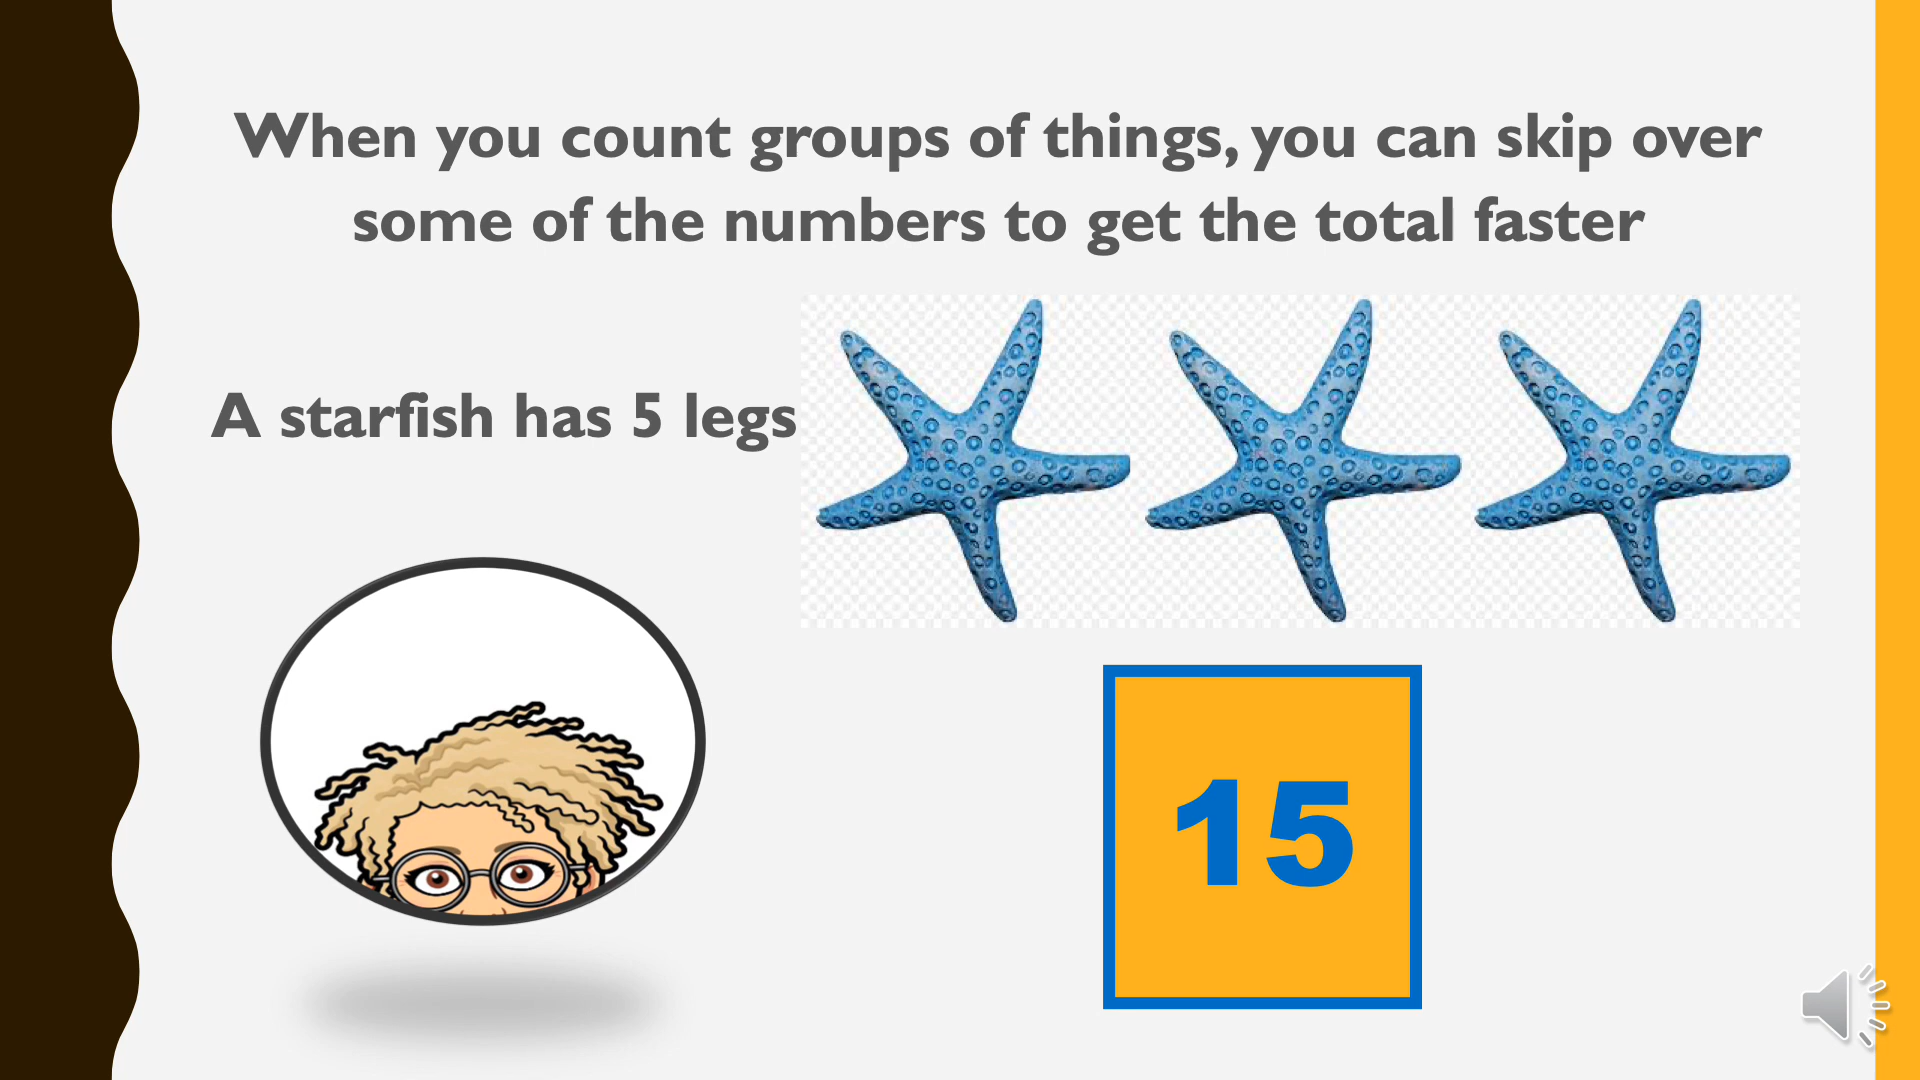 When you count groups of things, you can skip over
some of the numbers to get the total faster
A starfish has 5 legs
15